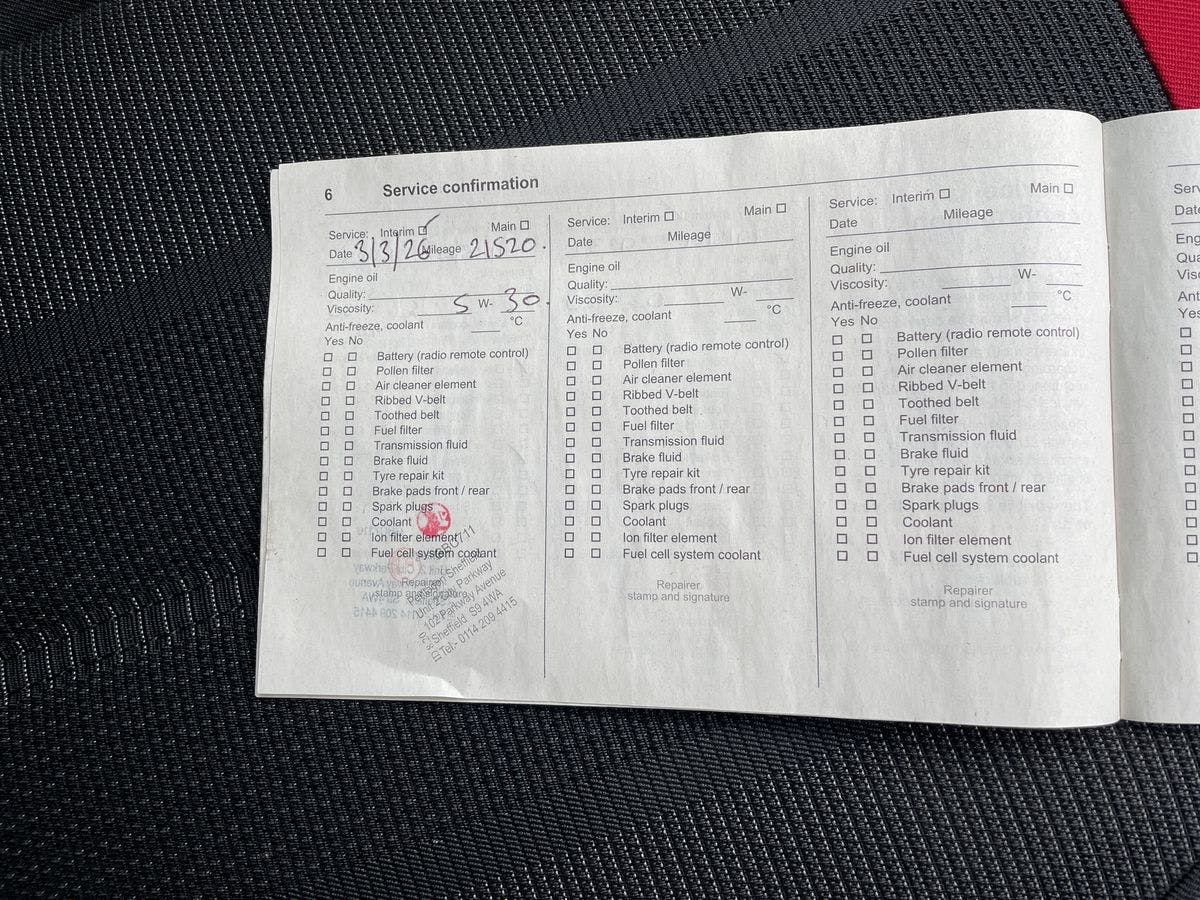 6 Service confirmation
Service: Interim ☑ Main ☐
Date 3/3/26 Mileage 21520.
Engine oil
Quality:
Viscosity: 5 W- 30.
Anti-freeze, coolant °C
Yes No
☐ ☐ Battery (radio remote control)
☐ ☐ Pollen filter
☐ ☐ Air cleaner element
☐ ☐ Ribbed V-belt
☐ ☐ Toothed belt
☐ ☐ Fuel filter
☐ ☐ Transmission fluid
☐ ☐ Brake fluid
☐ ☐ Tyre repair kit
☐ ☐ Brake pads front / rear
☐ ☐ Spark plugs
☐ ☐ Coolant
☐ ☐ Ion filter element
☐ ☐ Fuel cell system coolant
Repairer
stamp and signature
Sheffield
Parkway
102 Parkway Avenue
Sheffield S9 4WA
Tel:- 0114 209 4415
Service: Interim ☐ Main ☐
Date Mileage
Engine oil
Quality:
Viscosity: W-
Anti-freeze, coolant °C
Yes No
☐ ☐ Battery (radio remote control)
☐ ☐ Pollen filter
☐ ☐ Air cleaner element
☐ ☐ Ribbed V-belt
☐ ☐ Toothed belt
☐ ☐ Fuel filter
☐ ☐ Transmission fluid
☐ ☐ Brake fluid
☐ ☐ Tyre repair kit
☐ ☐ Brake pads front / rear
☐ ☐ Spark plugs
☐ ☐ Coolant
☐ ☐ Ion filter element
☐ ☐ Fuel cell system coolant
Repairer
stamp and signature
Service: Interim ☐ Main ☐
Date Mileage
Engine oil
Quality:
Viscosity: W-
Anti-freeze, coolant °C
Yes No
☐ ☐ Battery (radio remote control)
☐ ☐ Pollen filter
☐ ☐ Air cleaner element
☐ ☐ Ribbed V-belt
☐ ☐ Toothed belt
☐ ☐ Fuel filter
☐ ☐ Transmission fluid
☐ ☐ Brake fluid
☐ ☐ Tyre repair kit
☐ ☐ Brake pads front / rear
☐ ☐ Spark plugs
☐ ☐ Coolant
☐ ☐ Ion filter element
☐ ☐ Fuel cell system coolant
Repairer
stamp and signature
Serv
Date
Eng
Qua
Visc
Ant
Yes